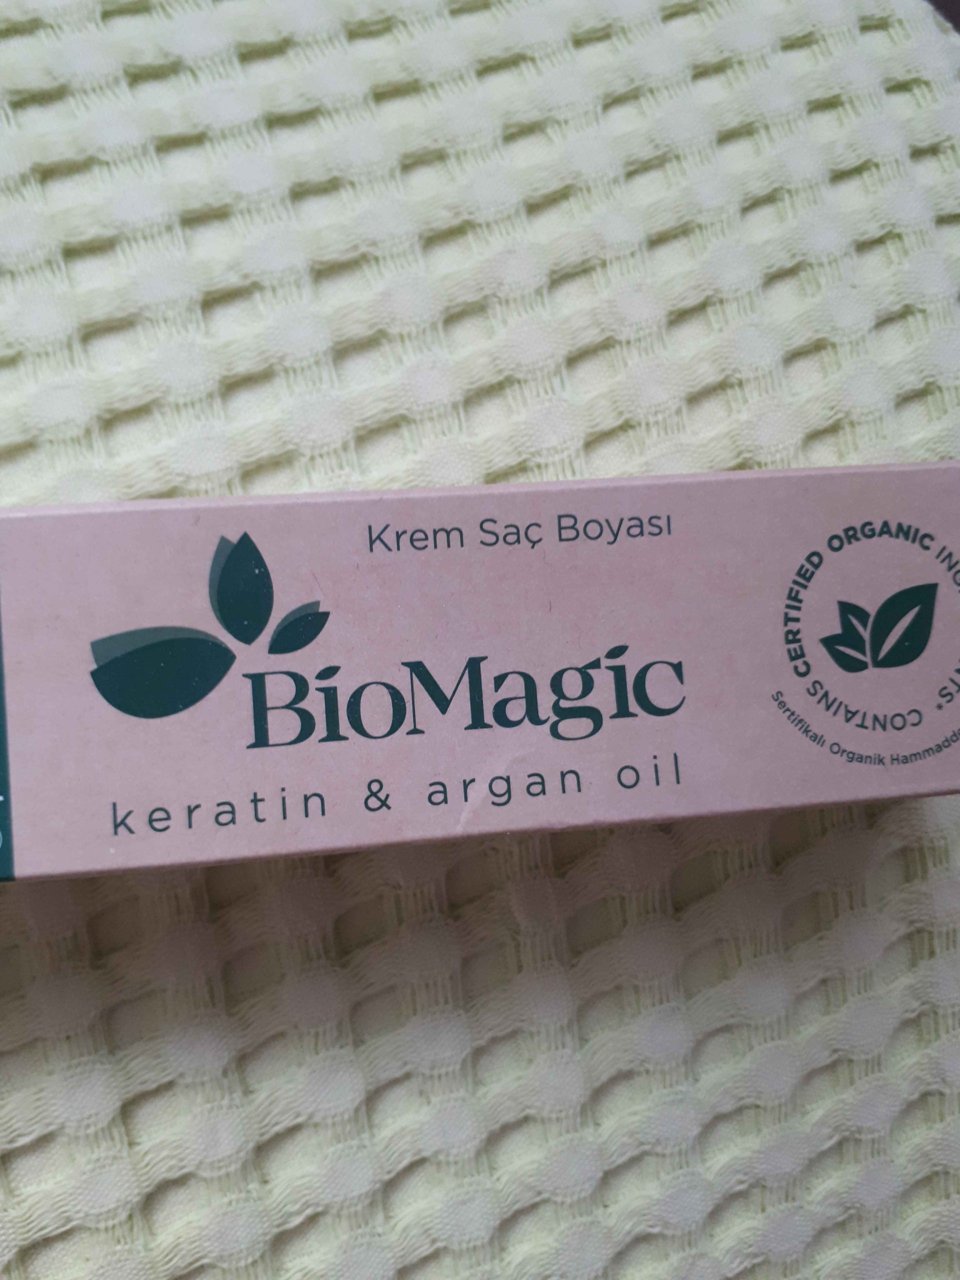 Krem Saç Boyası
BioMagic
keratin & argan oil
CONTAINS CERTIFIED ORGANIC
Sertifikalı Organik